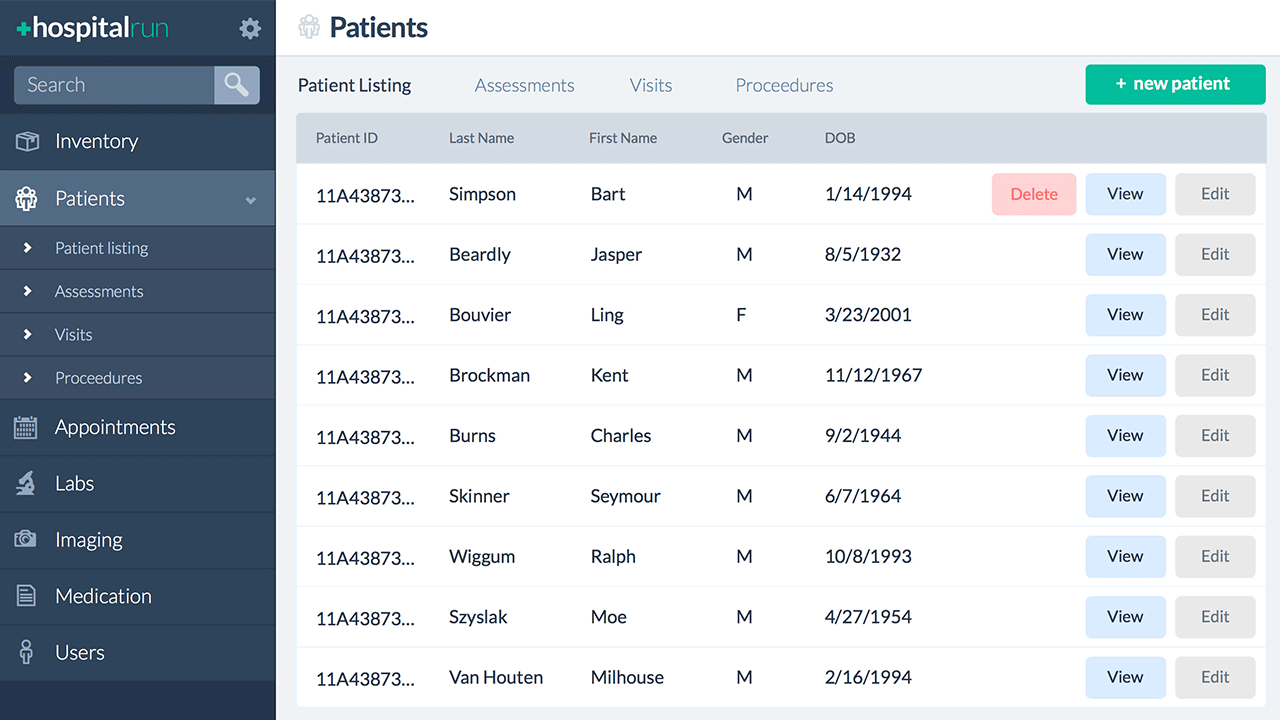 +hospitalrun
Search
Inventory
Patients
Patient listing
Assessments
Visits
Proceedures
Appointments
Labs
Imaging
Medication
Users
Patients
Patient Listing Assessments Visits Proceedures + new patient
Patient ID Last Name First Name Gender DOB
11A43873... Simpson Bart M 1/14/1994 Delete View Edit
11A43873... Beardly Jasper M 8/5/1932 View Edit
11A43873... Bouvier Ling F 3/23/2001 View Edit
11A43873... Brockman Kent M 11/12/1967 View Edit
11A43873... Burns Charles M 9/2/1944 View Edit
11A43873... Skinner Seymour M 6/7/1964 View Edit
11A43873... Wiggum Ralph M 10/8/1993 View Edit
11A43873... Szyslak Moe M 4/27/1954 View Edit
11A43873... Van Houten Milhouse M 2/16/1994 View Edit